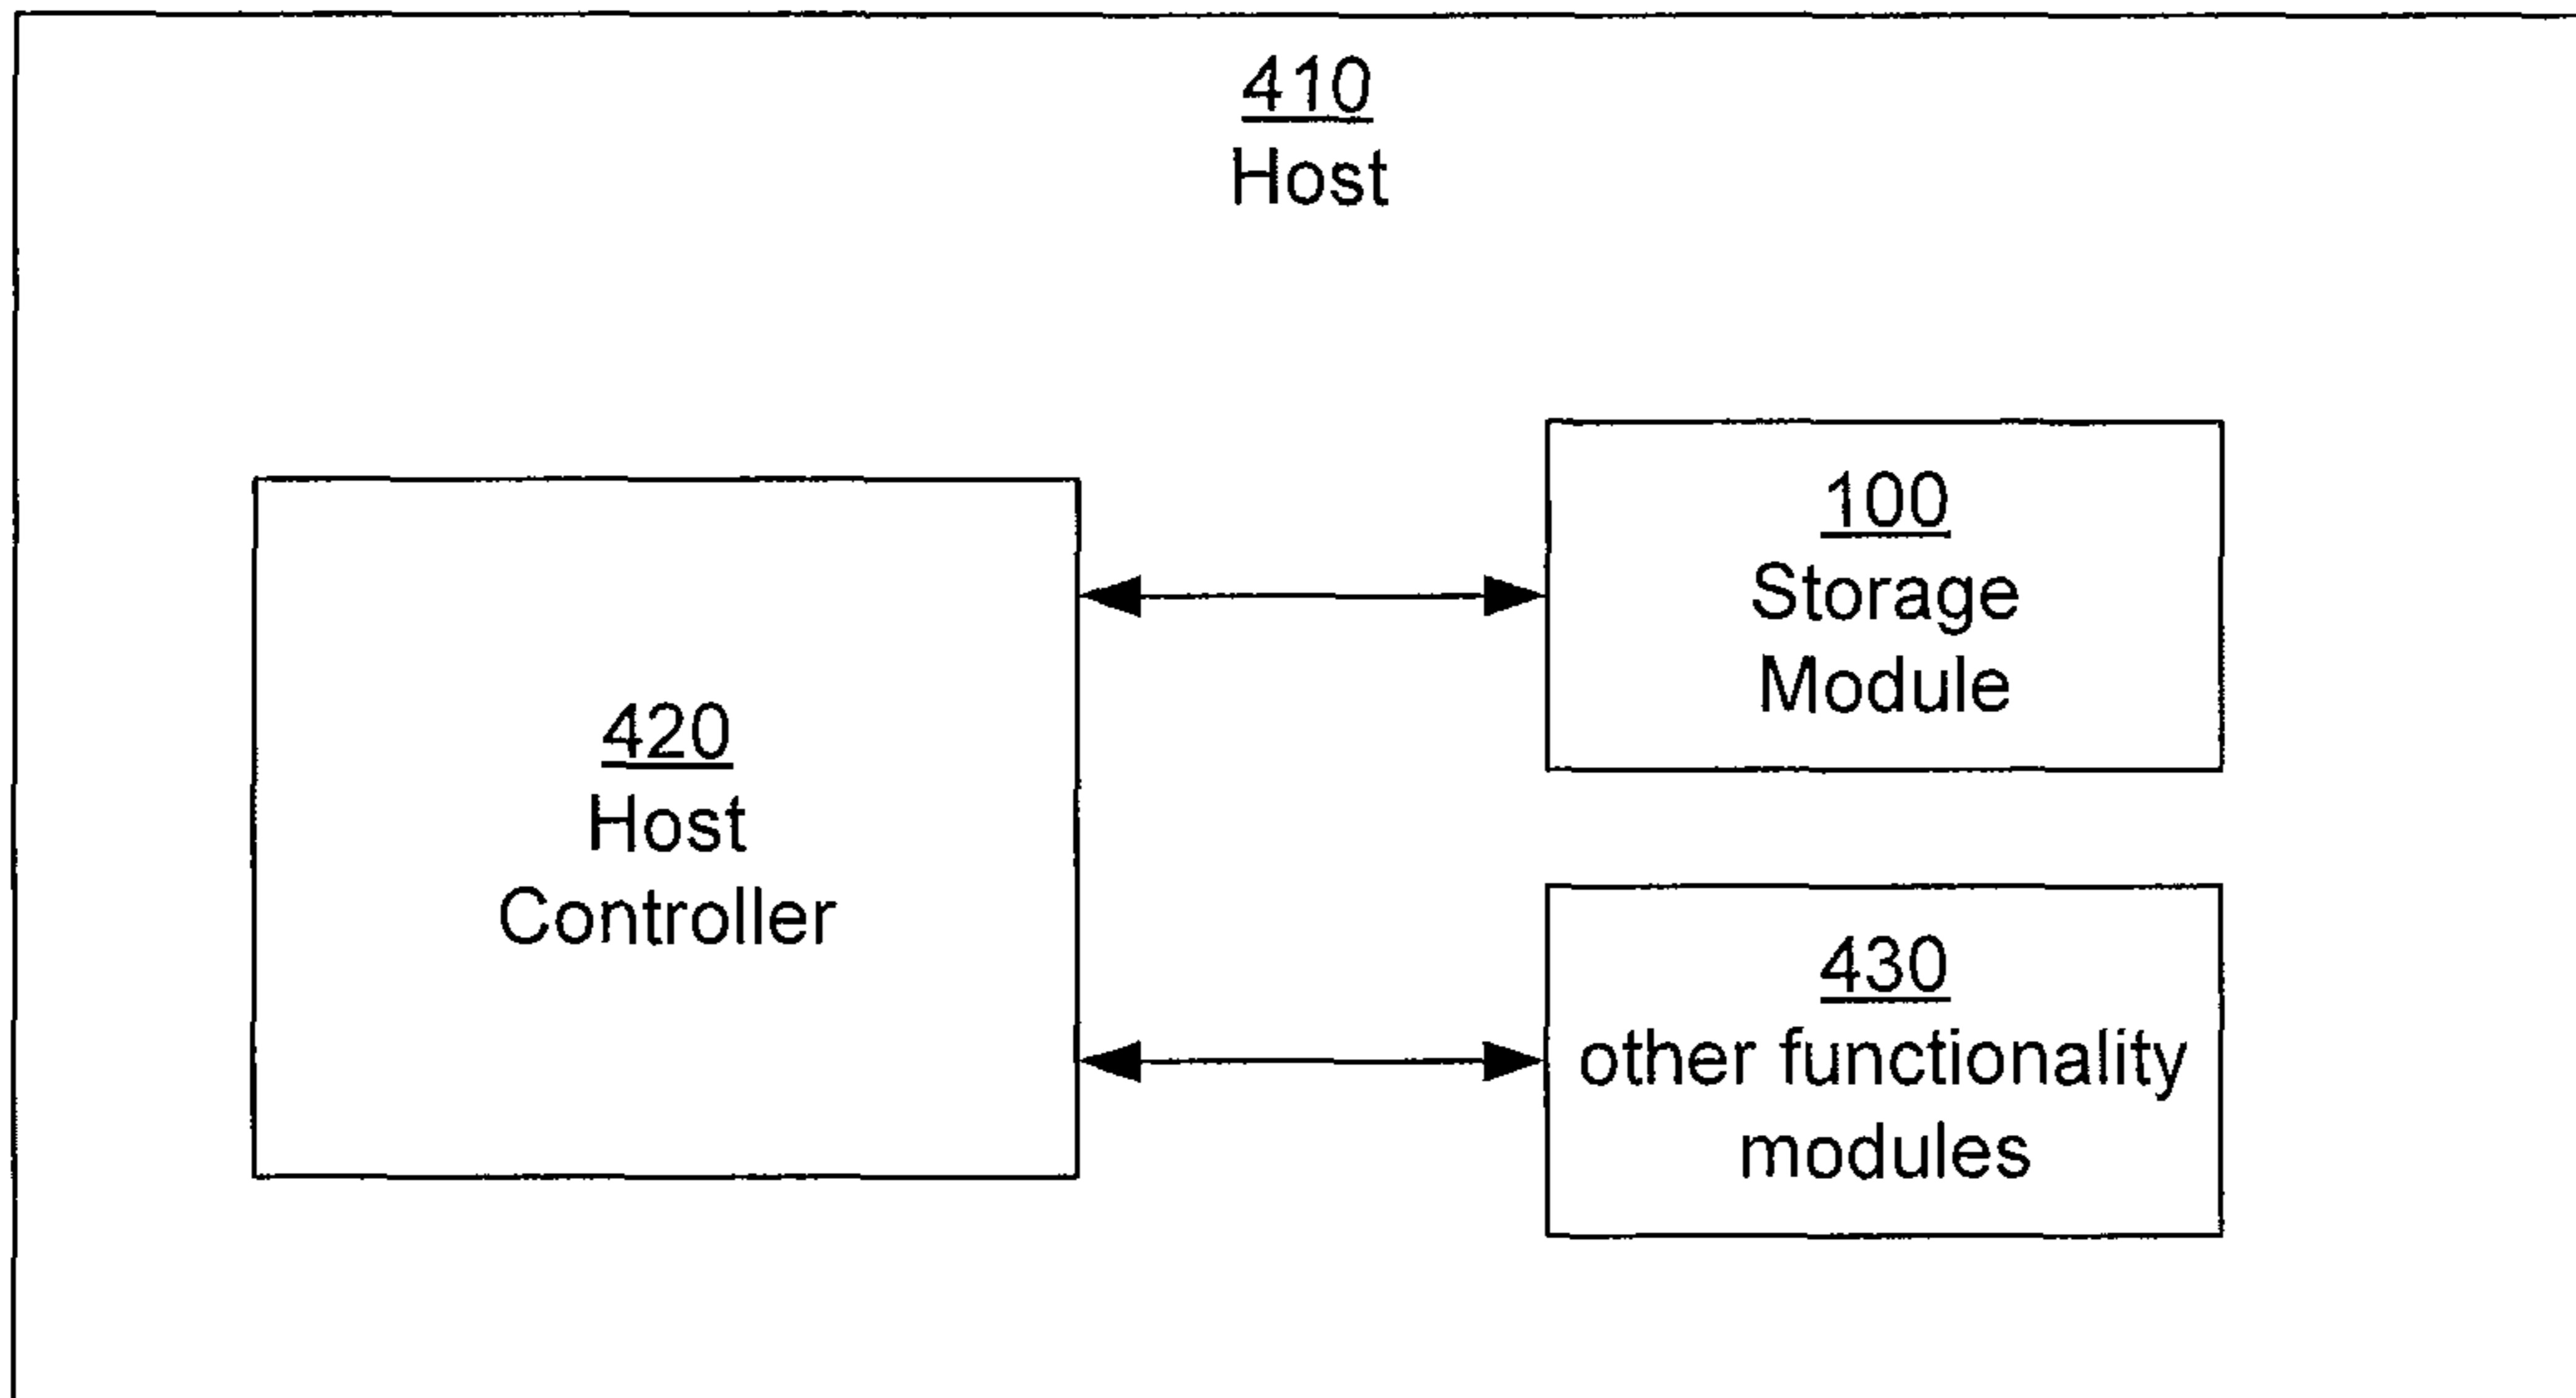 410
Host
420
Host
Controller
100
Storage
Module
430
other functionality
modules